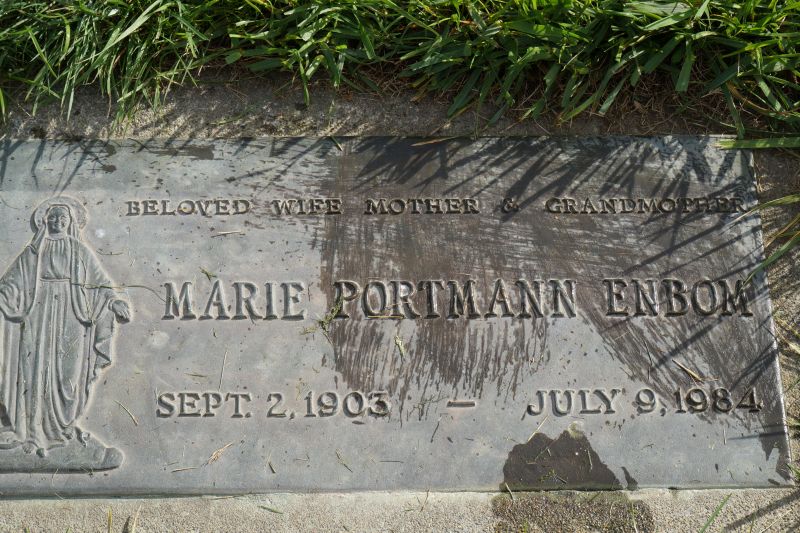 BELOVED WIFE MOTHER & GRANDMOTHER
MARIE PORTMANN ENBOM
SEPT. 2, 1903 — JULY 9, 1984